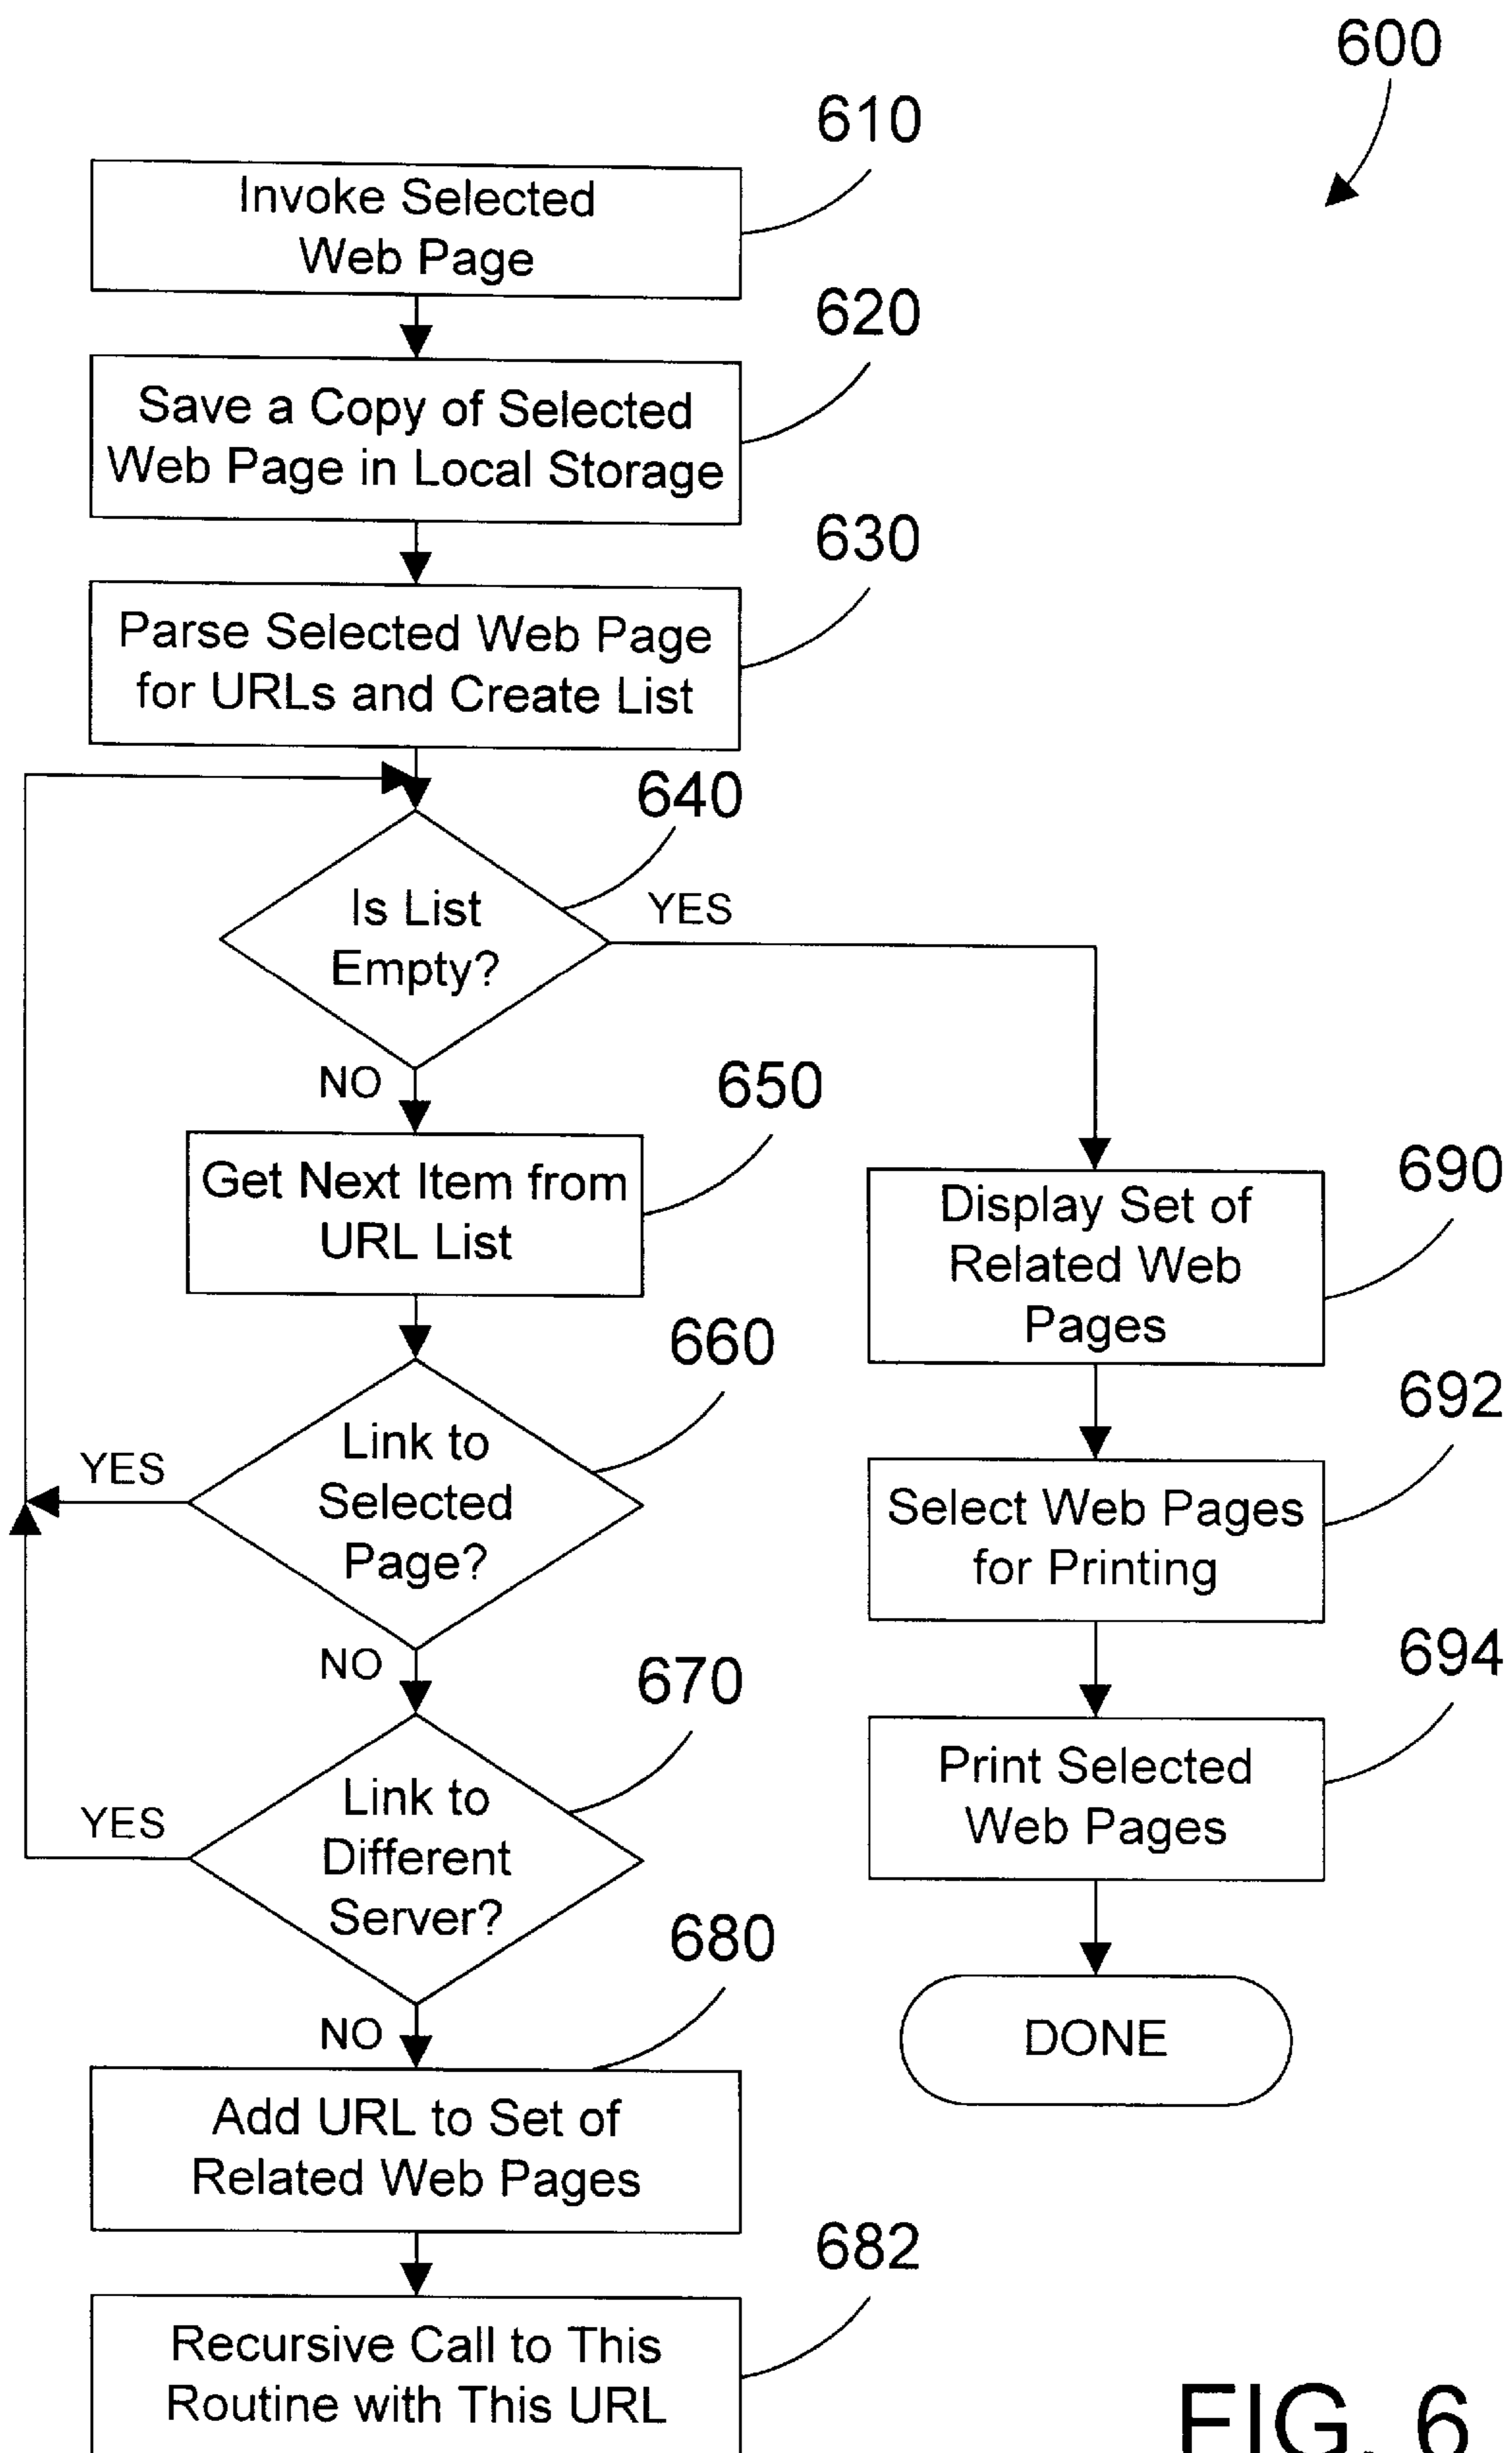 600
610
Invoke Selected
Web Page
620
Save a Copy of Selected
Web Page in Local Storage
630
Parse Selected Web Page
for URLs and Create List
640
Is List
Empty?
YES
NO
650
Get Next Item from
URL List
660
Link to
Selected
Page?
YES
NO
670
Link to
Different
Server?
YES
NO
680
Add URL to Set of
Related Web Pages
682
Recursive Call to This
Routine with This URL
690
Display Set of
Related Web
Pages
692
Select Web Pages
for Printing
694
Print Selected
Web Pages
DONE
FIG. 6